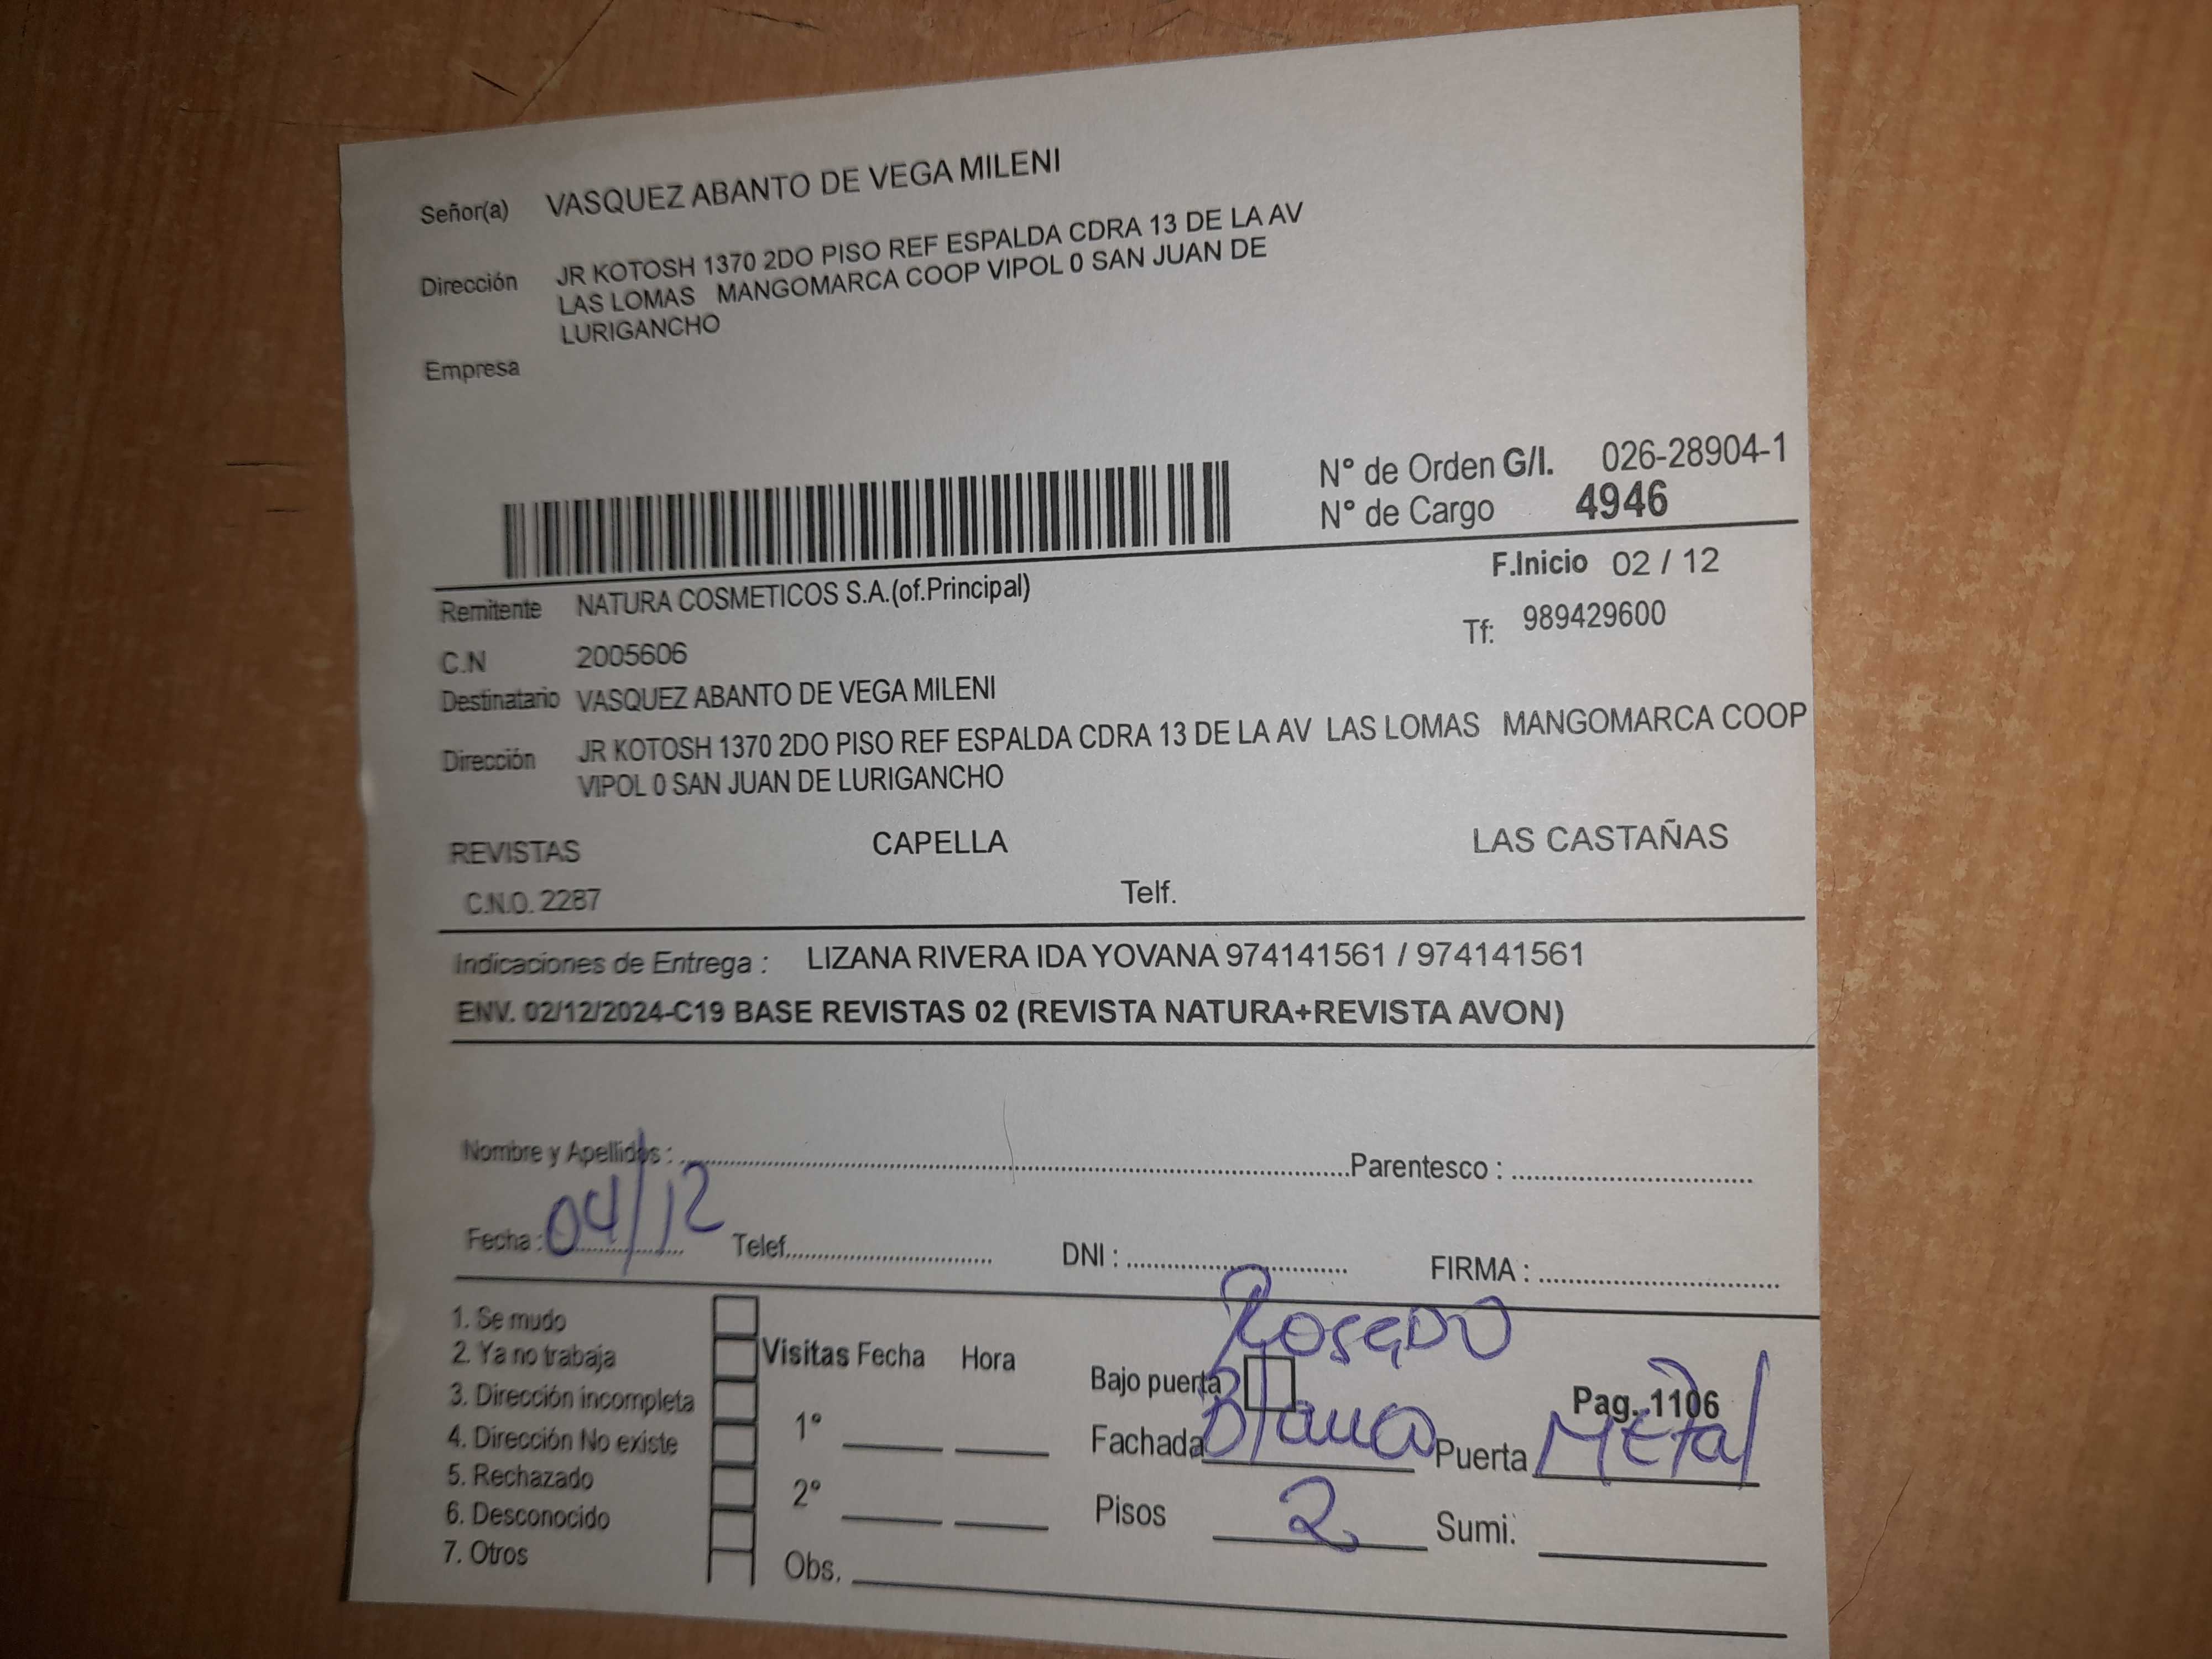 Señor(a) VASQUEZ ABANTO DE VEGA MILENI
Dirección JR KOTOSH 1370 2DO PISO REF ESPALDA CDRA 13 DE LA AV
LAS LOMAS MANGOMARCA COOP VIPOL 0 SAN JUAN DE
LURIGANCHO
Empresa
N° de Orden G/I. 026-28904-1
N° de Cargo 4946
F.Inicio 02 / 12
Remitente NATURA COSMETICOS S.A.(of.Principal)
Tf: 989429600
C.N 2005606
Destinatario VASQUEZ ABANTO DE VEGA MILENI
Dirección JR KOTOSH 1370 2DO PISO REF ESPALDA CDRA 13 DE LA AV LAS LOMAS MANGOMARCA COOP
VIPOL 0 SAN JUAN DE LURIGANCHO
REVISTAS CAPELLA LAS CASTAÑAS
C.N.O. 2287 Telf.
Indicaciones de Entrega : LIZANA RIVERA IDA YOVANA 974141561 / 974141561
ENV. 02/12/2024-C19 BASE REVISTAS 02 (REVISTA NATURA+REVISTA AVON)
Nombre y Apellidos : Parentesco :
Fecha : 04/12 Telef. DNI : FIRMA :
1. Se mudo
2. Ya no trabaja
3. Dirección incompleta
4. Dirección No existe
5. Rechazado
6. Desconocido
7. Otros
Visitas Fecha Hora
1°
2°
Obs.
Rosado
Bajo puerta Pag. 1106
Fachada Blanco Puerta Metal
Pisos 2 Sumi.